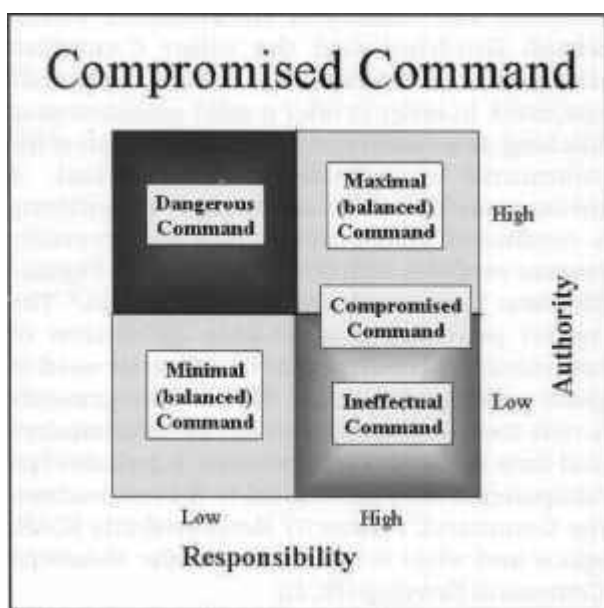 Compromised Command
Dangerous
Command
Maximal
(balanced)
Command
High
Compromised
Command
Authority
Minimal
(balanced)
Command
Ineffectual
Command
Low
Low
High
Responsibility